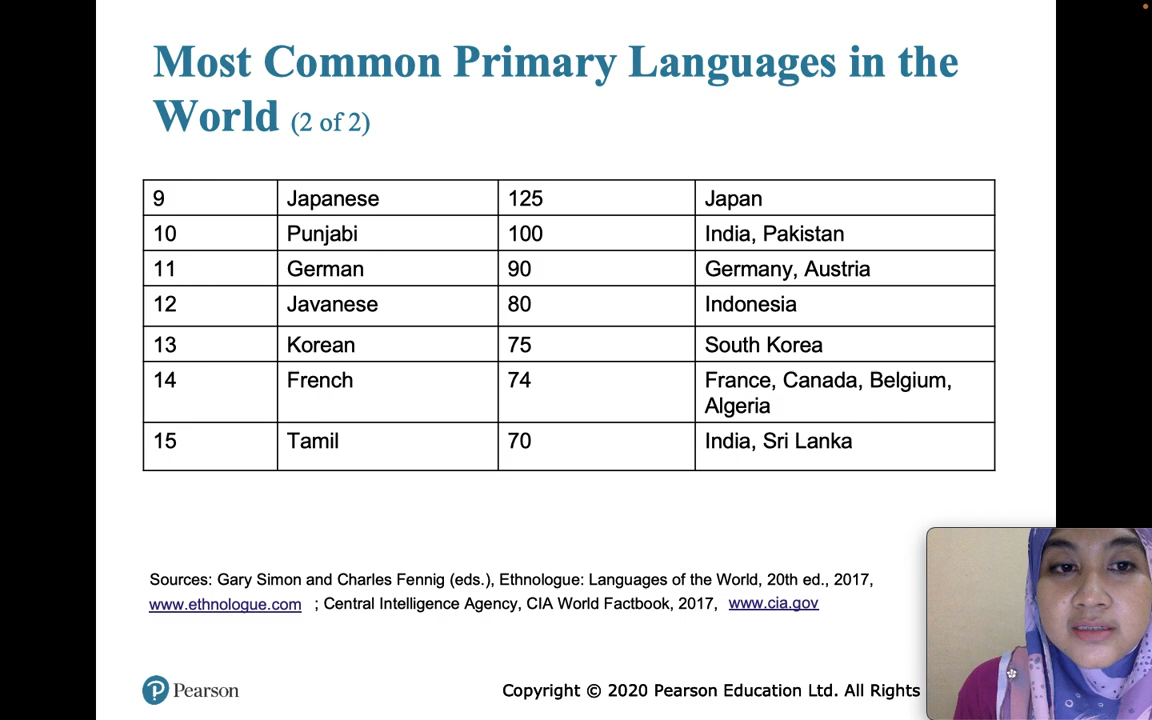 Most Common Primary Languages in the
World (2 of 2)
9 Japanese 125 Japan
10 Punjabi 100 India, Pakistan
11 German 90 Germany, Austria
12 Javanese 80 Indonesia
13 Korean 75 South Korea
14 French 74 France, Canada, Belgium,
Algeria
15 Tamil 70 India, Sri Lanka
Sources: Gary Simon and Charles Fennig (eds.), Ethnologue: Languages of the World, 20th ed., 2017,
www.ethnologue.com ; Central Intelligence Agency, CIA World Factbook, 2017, www.cia.gov
Pearson Copyright © 2020 Pearson Education Ltd. All Rights